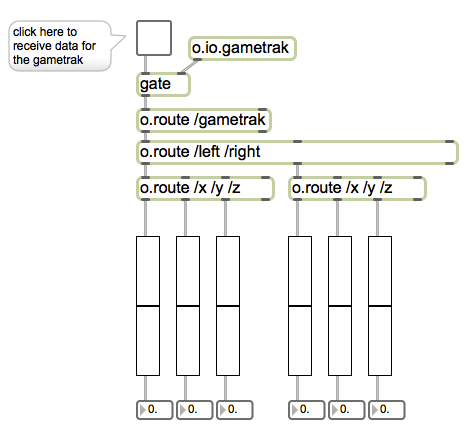 click here to
receive data for
the gametrak
o.io.gametrak
gate
o.route /gametrak
o.route /left /right
o.route /x /y /z
o.route /x /y /z
0.
0.
0.
0.
0.
0.